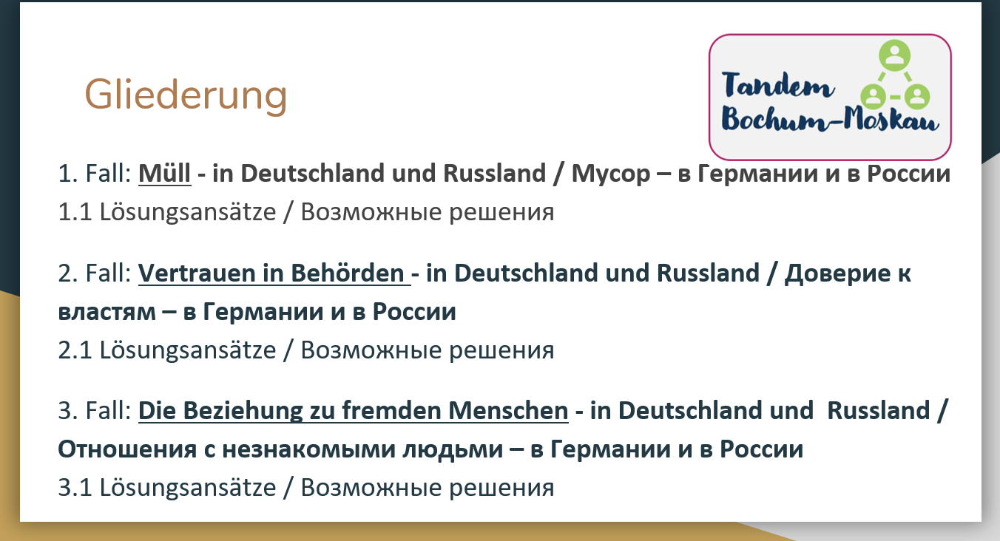 Gliederung
Tandem
Bochum-Moskau
1. Fall: Müll - in Deutschland und Russland / Мусор – в Германии и в России
1.1 Lösungsansätze / Возможные решения
2. Fall: Vertrauen in Behörden - in Deutschland und Russland / Доверие к
властям – в Германии и в России
2.1 Lösungsansätze / Возможные решения
3. Fall: Die Beziehung zu fremden Menschen - in Deutschland und  Russland /
Отношения с незнакомыми людьми – в Германии и в России
3.1 Lösungsansätze / Возможные решения